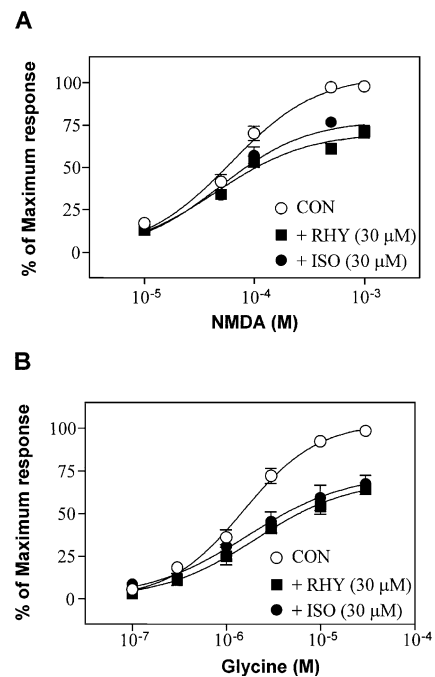 A
% of Maximum response
100
75
50
25
0
CON
+ RHY (30 µM)
+ ISO (30 µM)
10-5
10-4
10-3
NMDA (M)
B
% of Maximum response
100
75
50
25
0
CON
+ RHY (30 µM)
+ ISO (30 µM)
10-7
10-6
10-5
10-4
Glycine (M)